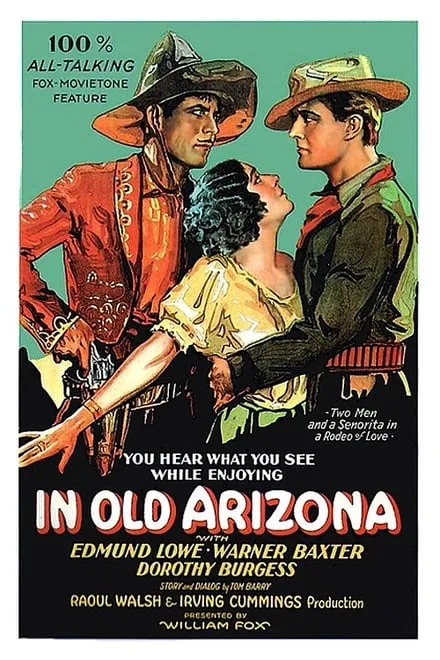 100%
ALL-TALKING
FOX-MOVIETONE
FEATURE
·Two Men
and a Senorita in
a Rodeo of Love·
YOU HEAR WHAT YOU SEE
WHILE ENJOYING
IN OLD ARIZONA
WITH
EDMUND LOWE·WARNER BAXTER
DOROTHY BURGESS
STORY and DIALOG by TOM BARRY
RAOUL WALSH & IRVING CUMMINGS Production
PRESENTED BY
WILLIAM FOX